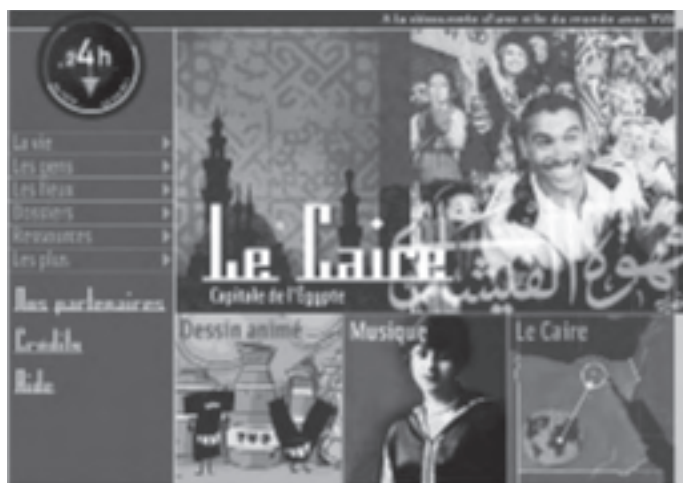 A la découverte d'une ville du monde avec TV5
24h
La vie
Les gens
Les lieux
Dossiers
Ressources
Les plus
Nos partenaires
Crédits
Aide
Le Caire
Capitale de l'Égypte
قهوة الفيشاوي
Dessin animé
Musique
Le Caire